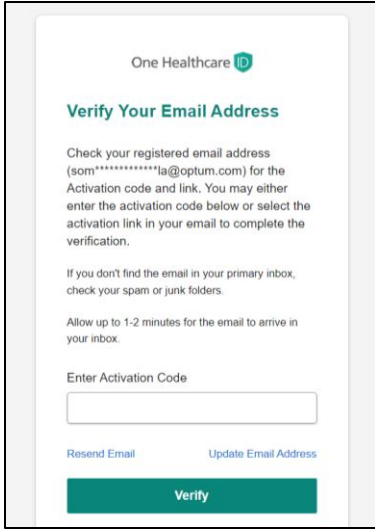 One Healthcare ID
Verify Your Email Address
Check your registered email address
(som*************la@optum.com) for the
Activation code and link. You may either
enter the activation code below or select the
activation link in your email to complete the
verification.
If you don't find the email in your primary inbox,
check your spam or junk folders.
Allow up to 1-2 minutes for the email to arrive in
your inbox.
Enter Activation Code
Resend Email Update Email Address
Verify